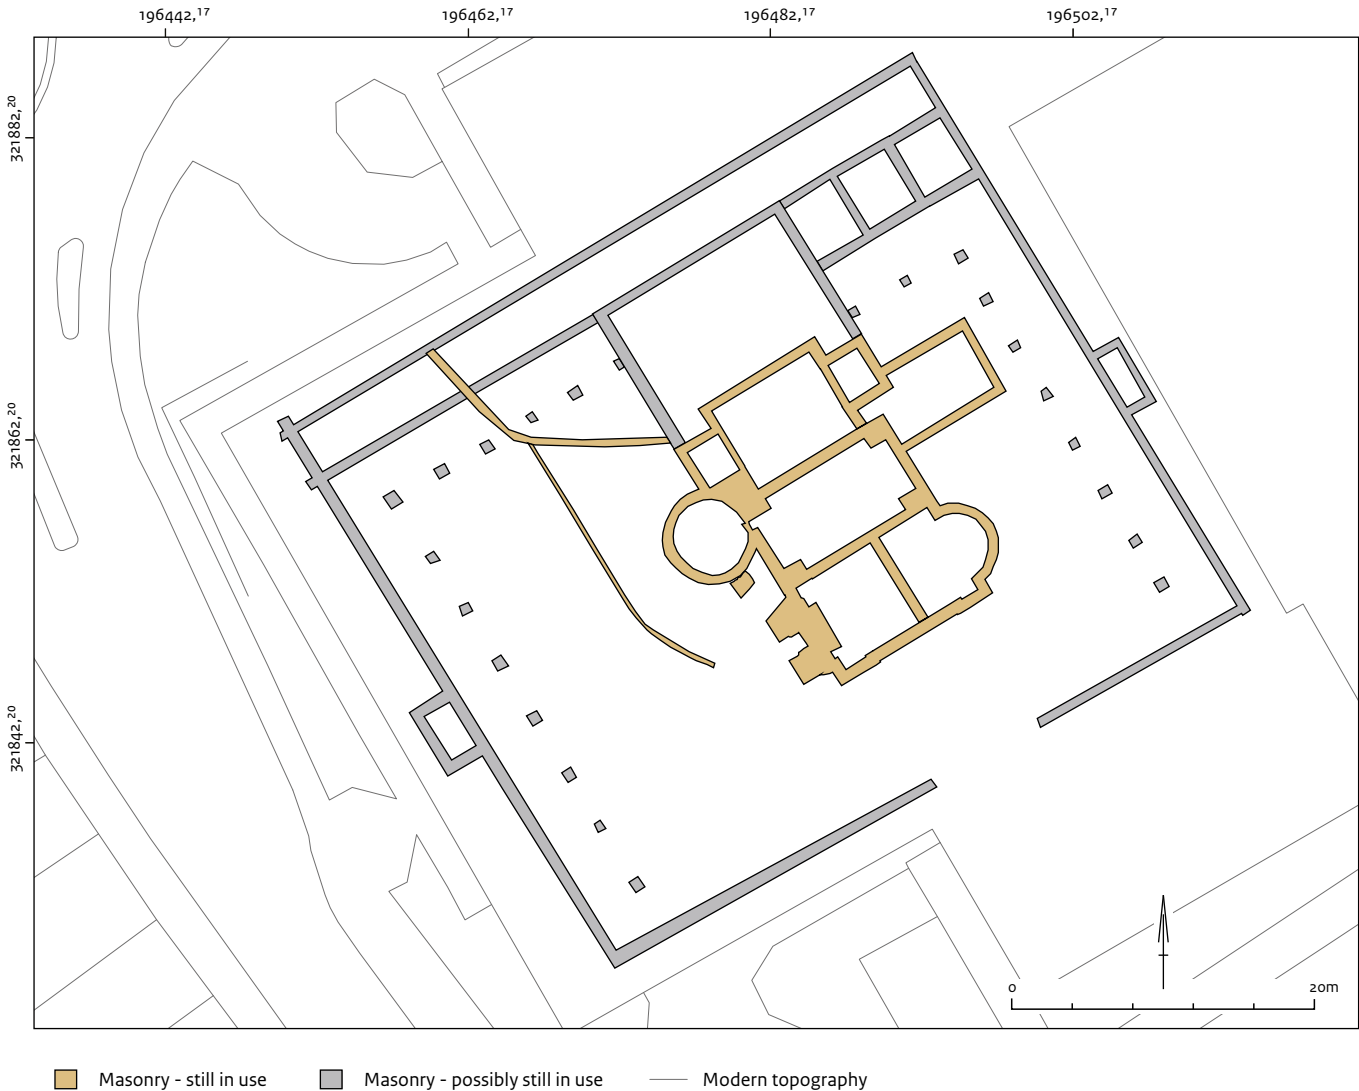 196442,17 196462,17 196482,17 196502,17
321882,20
321862,20
321842,20
0 20m
Masonry - still in use Masonry - possibly still in use Modern topography